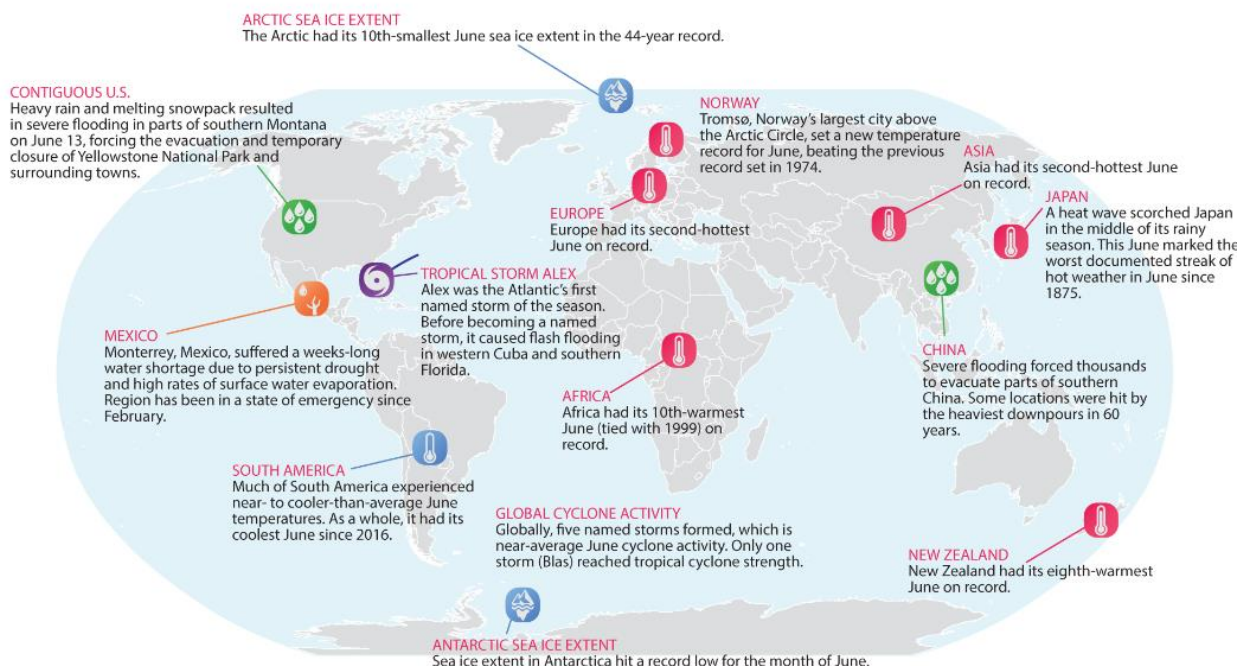 ARCTIC SEA ICE EXTENT
The Arctic had its 10th-smallest June sea ice extent in the 44-year record.
CONTIGUOUS U.S.
Heavy rain and melting snowpack resulted
in severe flooding in parts of southern Montana
on June 13, forcing the evacuation and temporary
closure of Yellowstone National Park and
surrounding towns.
NORWAY
Tromsø, Norway's largest city above
the Arctic Circle, set a new temperature
record for June, beating the previous
record set in 1974.
ASIA
Asia had its second-hottest June
on record.
JAPAN
A heat wave scorched Japan
in the middle of its rainy
season. This June marked the
worst documented streak of
hot weather in June since
1875.
EUROPE
Europe had its second-hottest
June on record.
TROPICAL STORM ALEX
Alex was the Atlantic's first
named storm of the season.
Before becoming a named
storm, it caused flash flooding
in western Cuba and southern
Florida.
MEXICO
Monterrey, Mexico, suffered a weeks-long
water shortage due to persistent drought
and high rates of surface water evaporation.
Region has been in a state of emergency since
February.
AFRICA
Africa had its 10th-warmest
June (tied with 1999) on
record.
CHINA
Severe flooding forced thousands
to evacuate parts of southern
China. Some locations were hit by
the heaviest downpours in 60
years.
SOUTH AMERICA
Much of South America experienced
near- to cooler-than-average June
temperatures. As a whole, it had its
coolest June since 2016.
GLOBAL CYCLONE ACTIVITY
Globally, five named storms formed, which is
near-average June cyclone activity. Only one
storm (Blas) reached tropical cyclone strength.
NEW ZEALAND
New Zealand had its eighth-warmest
June on record.
ANTARCTIC SEA ICE EXTENT
Sea ice extent in Antarctica hit a record low for the month of June.